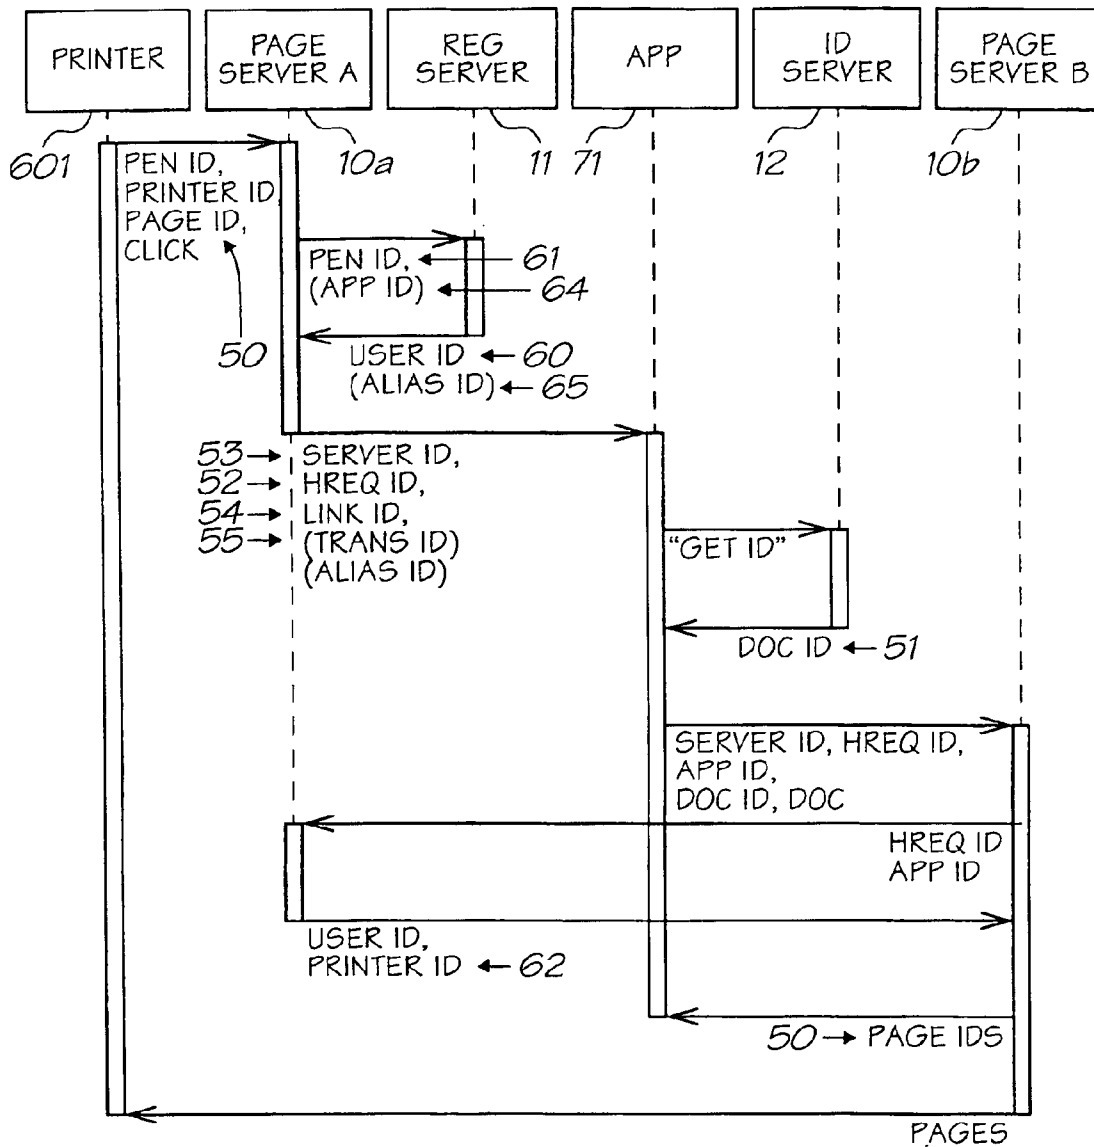 PRINTER
PAGE
SERVER A
REG
SERVER
APP
ID
SERVER
PAGE
SERVER B
601
10a
11
71
12
10b
PEN ID,
PRINTER ID
PAGE ID,
CLICK
50
PEN ID,
61
(APP ID)
64
USER ID
60
(ALIAS ID)
65
53
SERVER ID,
52
HREQ ID,
54
LINK ID,
55
(TRANS ID)
(ALIAS ID)
"GET ID"
DOC ID
51
SERVER ID, HREQ ID,
APP ID,
DOC ID, DOC
HREQ ID
APP ID
USER ID,
PRINTER ID
62
50
PAGE IDS
PAGES